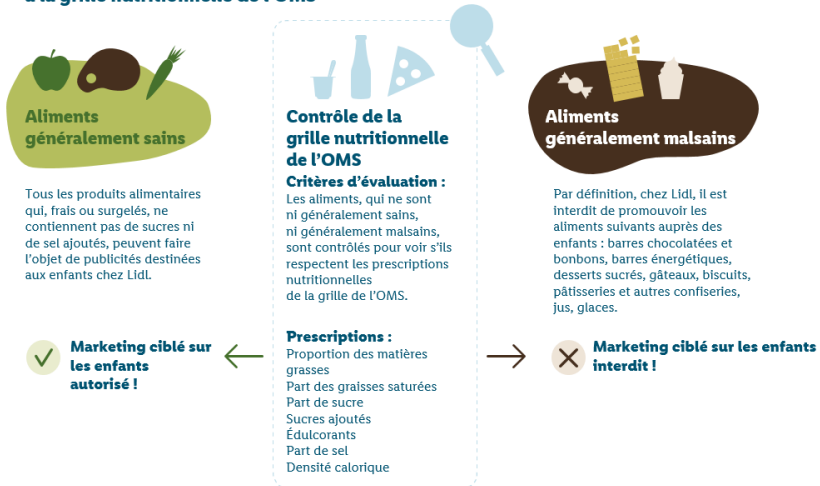 à la grille nutritionnelle de l'OMS
Aliments
généralement sains
Tous les produits alimentaires
qui, frais ou surgelés, ne
contiennent pas de sucres ni
de sel ajoutés, peuvent faire
l'objet de publicités destinées
aux enfants chez Lidl.
Marketing ciblé sur
les enfants
autorisé !
Contrôle de la
grille nutritionnelle
de l'OMS
Critères d'évaluation :
Les aliments, qui ne sont
ni généralement sains,
ni généralement malsains,
sont contrôlés pour voir s'ils
respectent les prescriptions
nutritionnelles
de la grille de l'OMS.
Prescriptions :
Proportion des matières
grasses
Part des graisses saturées
Part de sucre
Sucres ajoutés
Édulcorants
Part de sel
Densité calorique
Aliments
généralement malsains
Par définition, chez Lidl, il est
interdit de promouvoir les
aliments suivants auprès des
enfants : barres chocolatées et
bonbons, barres énergétiques,
desserts sucrés, gâteaux, biscuits,
pâtisseries et autres confiseries,
jus, glaces.
Marketing ciblé sur les enfants
interdit !